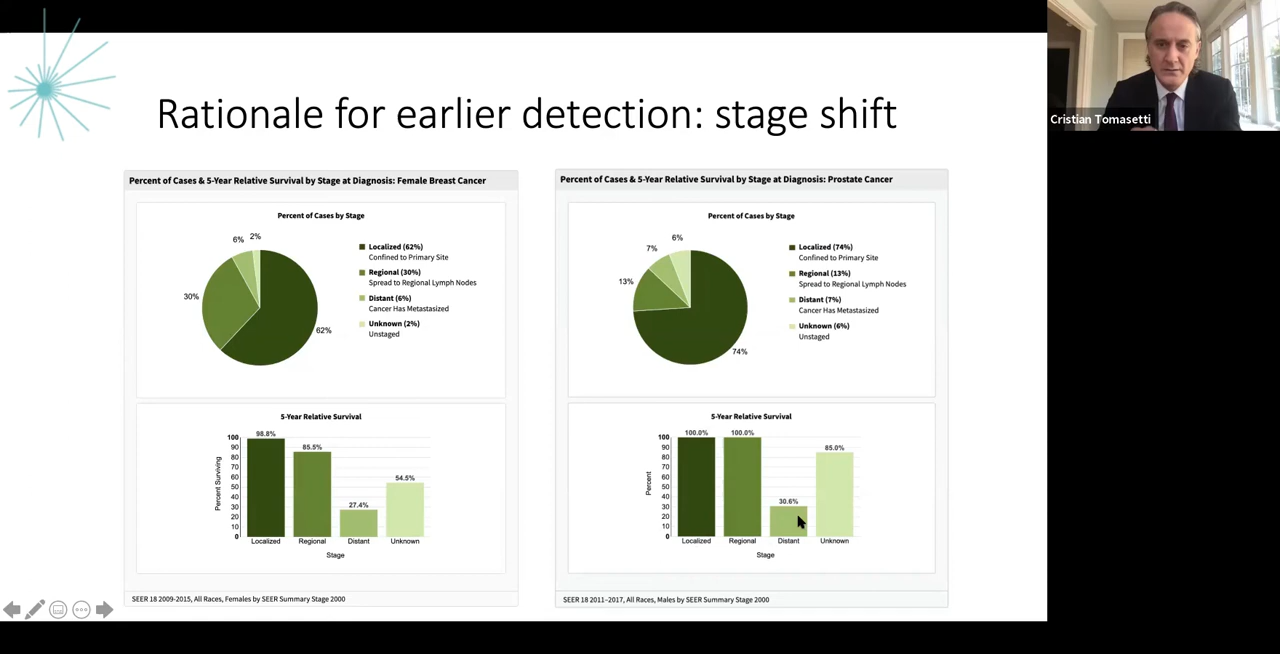 Rationale for earlier detection: stage shift
Cristian Tomasetti
Percent of Cases & 5-Year Relative Survival by Stage at Diagnosis: Female Breast Cancer
Percent of Cases by Stage
6%
2%
30%
62%
Localized (62%)
Confined to Primary Site
Regional (30%)
Spread to Regional Lymph Nodes
Distant (6%)
Cancer Has Metastasized
Unknown (2%)
Unstaged
5-Year Relative Survival
Percent Surviving
100
90
80
70
60
50
40
30
20
10
0
98.8%
85.5%
27.4%
54.5%
Localized
Regional
Distant
Unknown
Stage
SEER 18 2009-2015, All Races, Females by SEER Summary Stage 2000
Percent of Cases & 5-Year Relative Survival by Stage at Diagnosis: Prostate Cancer
Percent of Cases by Stage
6%
7%
13%
74%
Localized (74%)
Confined to Primary Site
Regional (13%)
Spread to Regional Lymph Nodes
Distant (7%)
Cancer Has Metastasized
Unknown (6%)
Unstaged
5-Year Relative Survival
Percent
100
90
80
70
60
50
40
30
20
10
0
100.0%
100.0%
30.6%
85.0%
Localized
Regional
Distant
Unknown
Stage
SEER 18 2011–2017, All Races, Males by SEER Summary Stage 2000